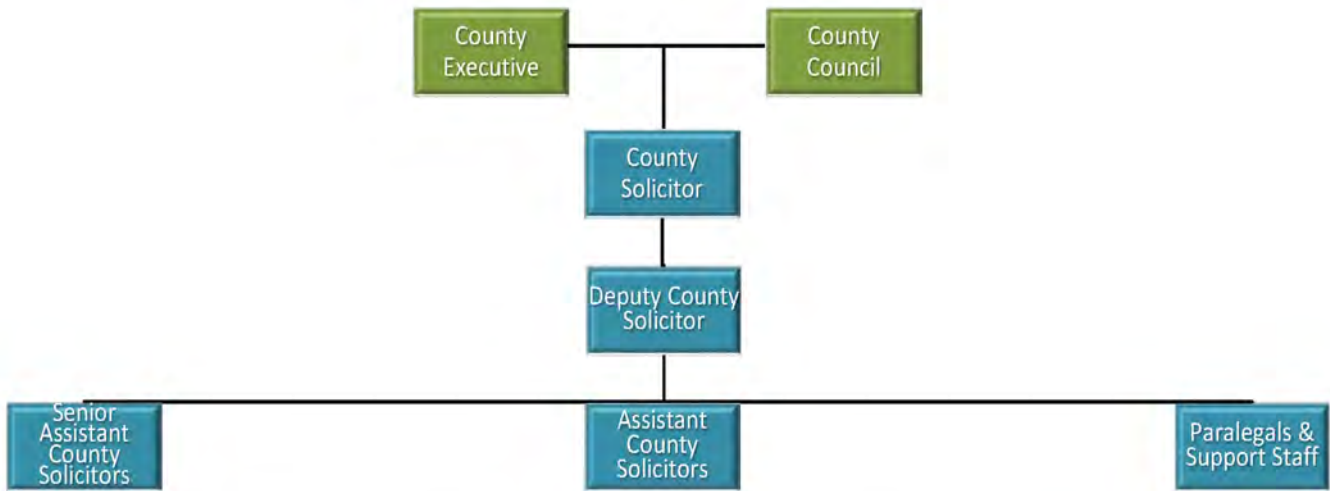 County
Executive
County
Council
County
Solicitor
Deputy County
Solicitor
Senior
Assistant
County
Solicitors
Assistant
County
Solicitors
Paralegals &
Support Staff